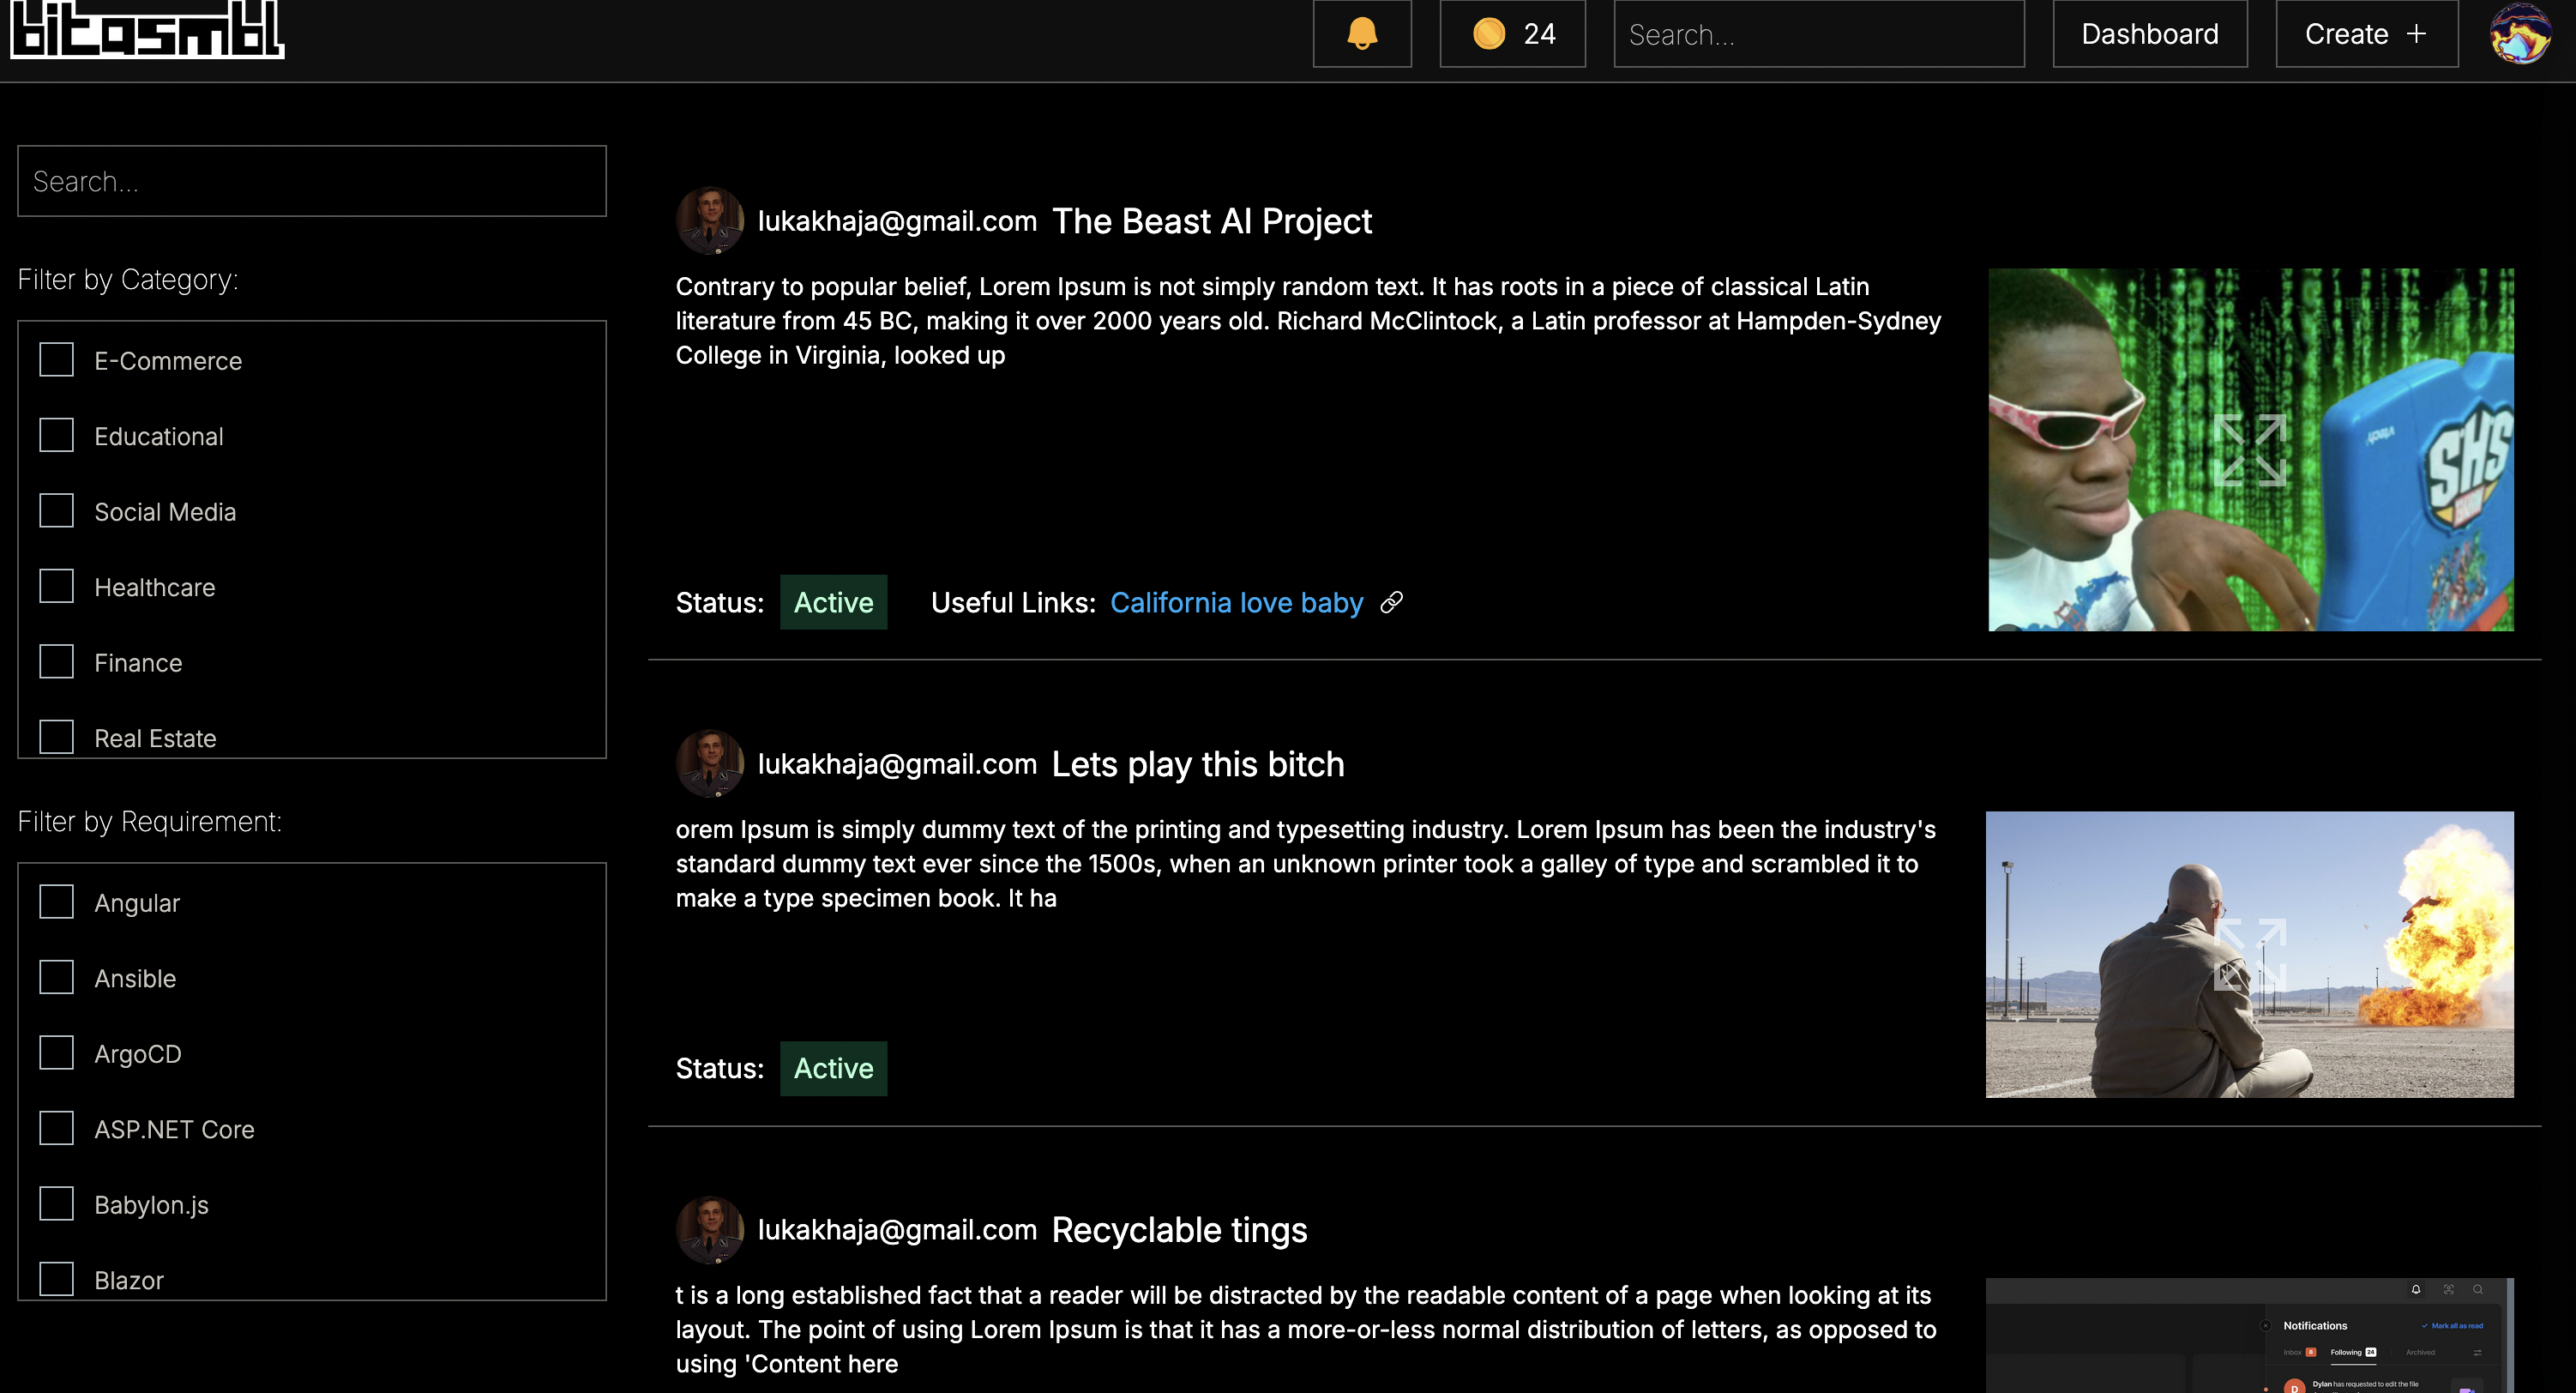 bitasmbl
24
Search...
Dashboard
Create +
Search...
Filter by Category:
E-Commerce
Educational
Social Media
Healthcare
Finance
Real Estate
Filter by Requirement:
Angular
Ansible
ArgoCD
ASP.NET Core
Babylon.js
Blazor
lukakhaja@gmail.com The Beast AI Project
Contrary to popular belief, Lorem Ipsum is not simply random text. It has roots in a piece of classical Latin
literature from 45 BC, making it over 2000 years old. Richard McClintock, a Latin professor at Hampden-Sydney
College in Virginia, looked up
Status: Active Useful Links: California love baby
vtech
SHS
lukakhaja@gmail.com Lets play this bitch
orem Ipsum is simply dummy text of the printing and typesetting industry. Lorem Ipsum has been the industry's
standard dummy text ever since the 1500s, when an unknown printer took a galley of type and scrambled it to
make a type specimen book. It ha
Status: Active
lukakhaja@gmail.com Recyclable tings
t is a long established fact that a reader will be distracted by the readable content of a page when looking at its
layout. The point of using Lorem Ipsum is that it has a more-or-less normal distribution of letters, as opposed to
using 'Content here
Notifications Mark all as read
Inbox 8 Following 24 Archived
D Dylan has requested to edit the file